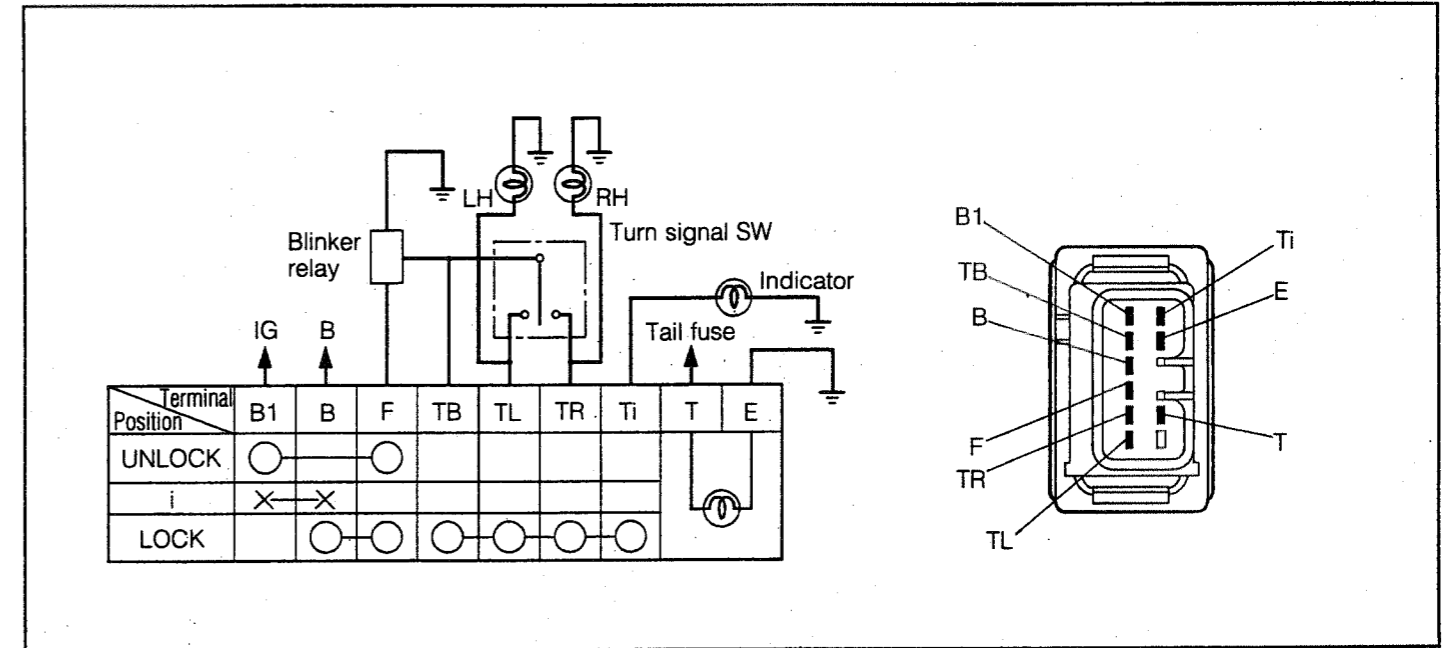 LH
RH
Blinker
relay
Turn signal SW
Indicator
Tail fuse
IG
B
Terminal
Position
B1 B F TB TL TR Ti T E
UNLOCK
i
LOCK
B1
TB
B
F
TR
TL
Ti
E
T